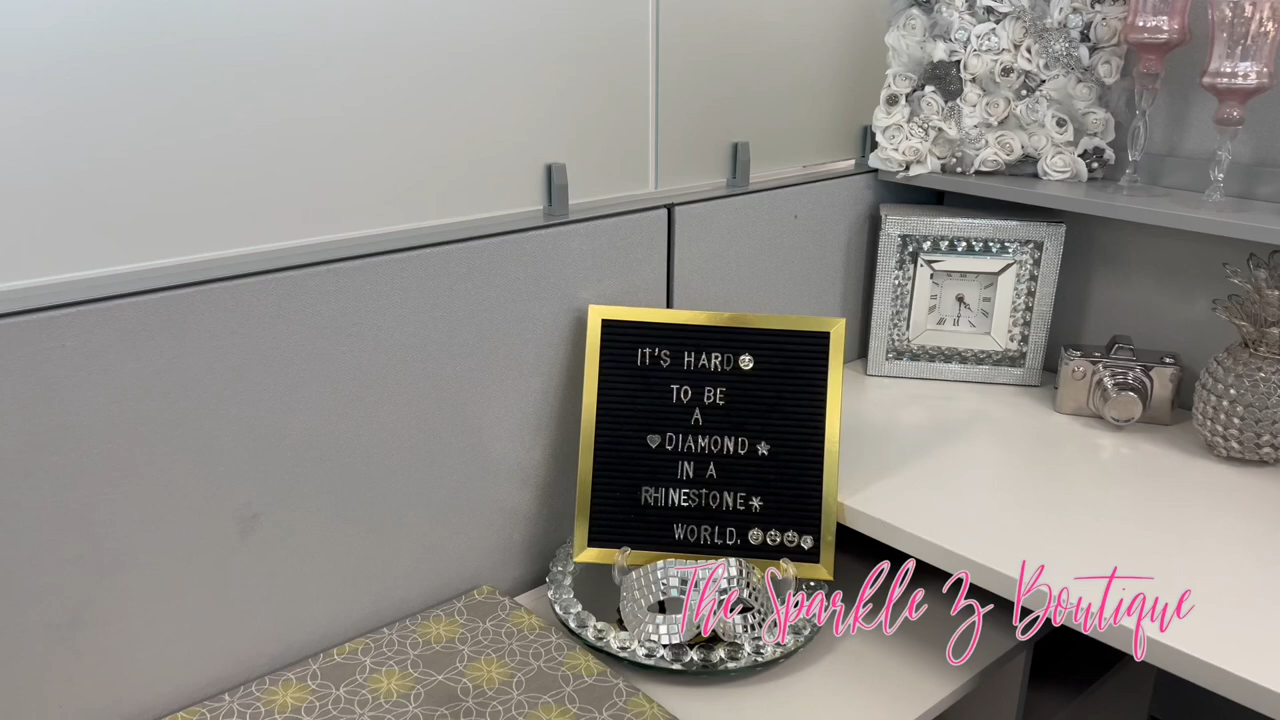 IT'S HARD
TO BE
A
DIAMOND
IN A
RHINESTONE
WORLD.
The Sparkle Z Boutique